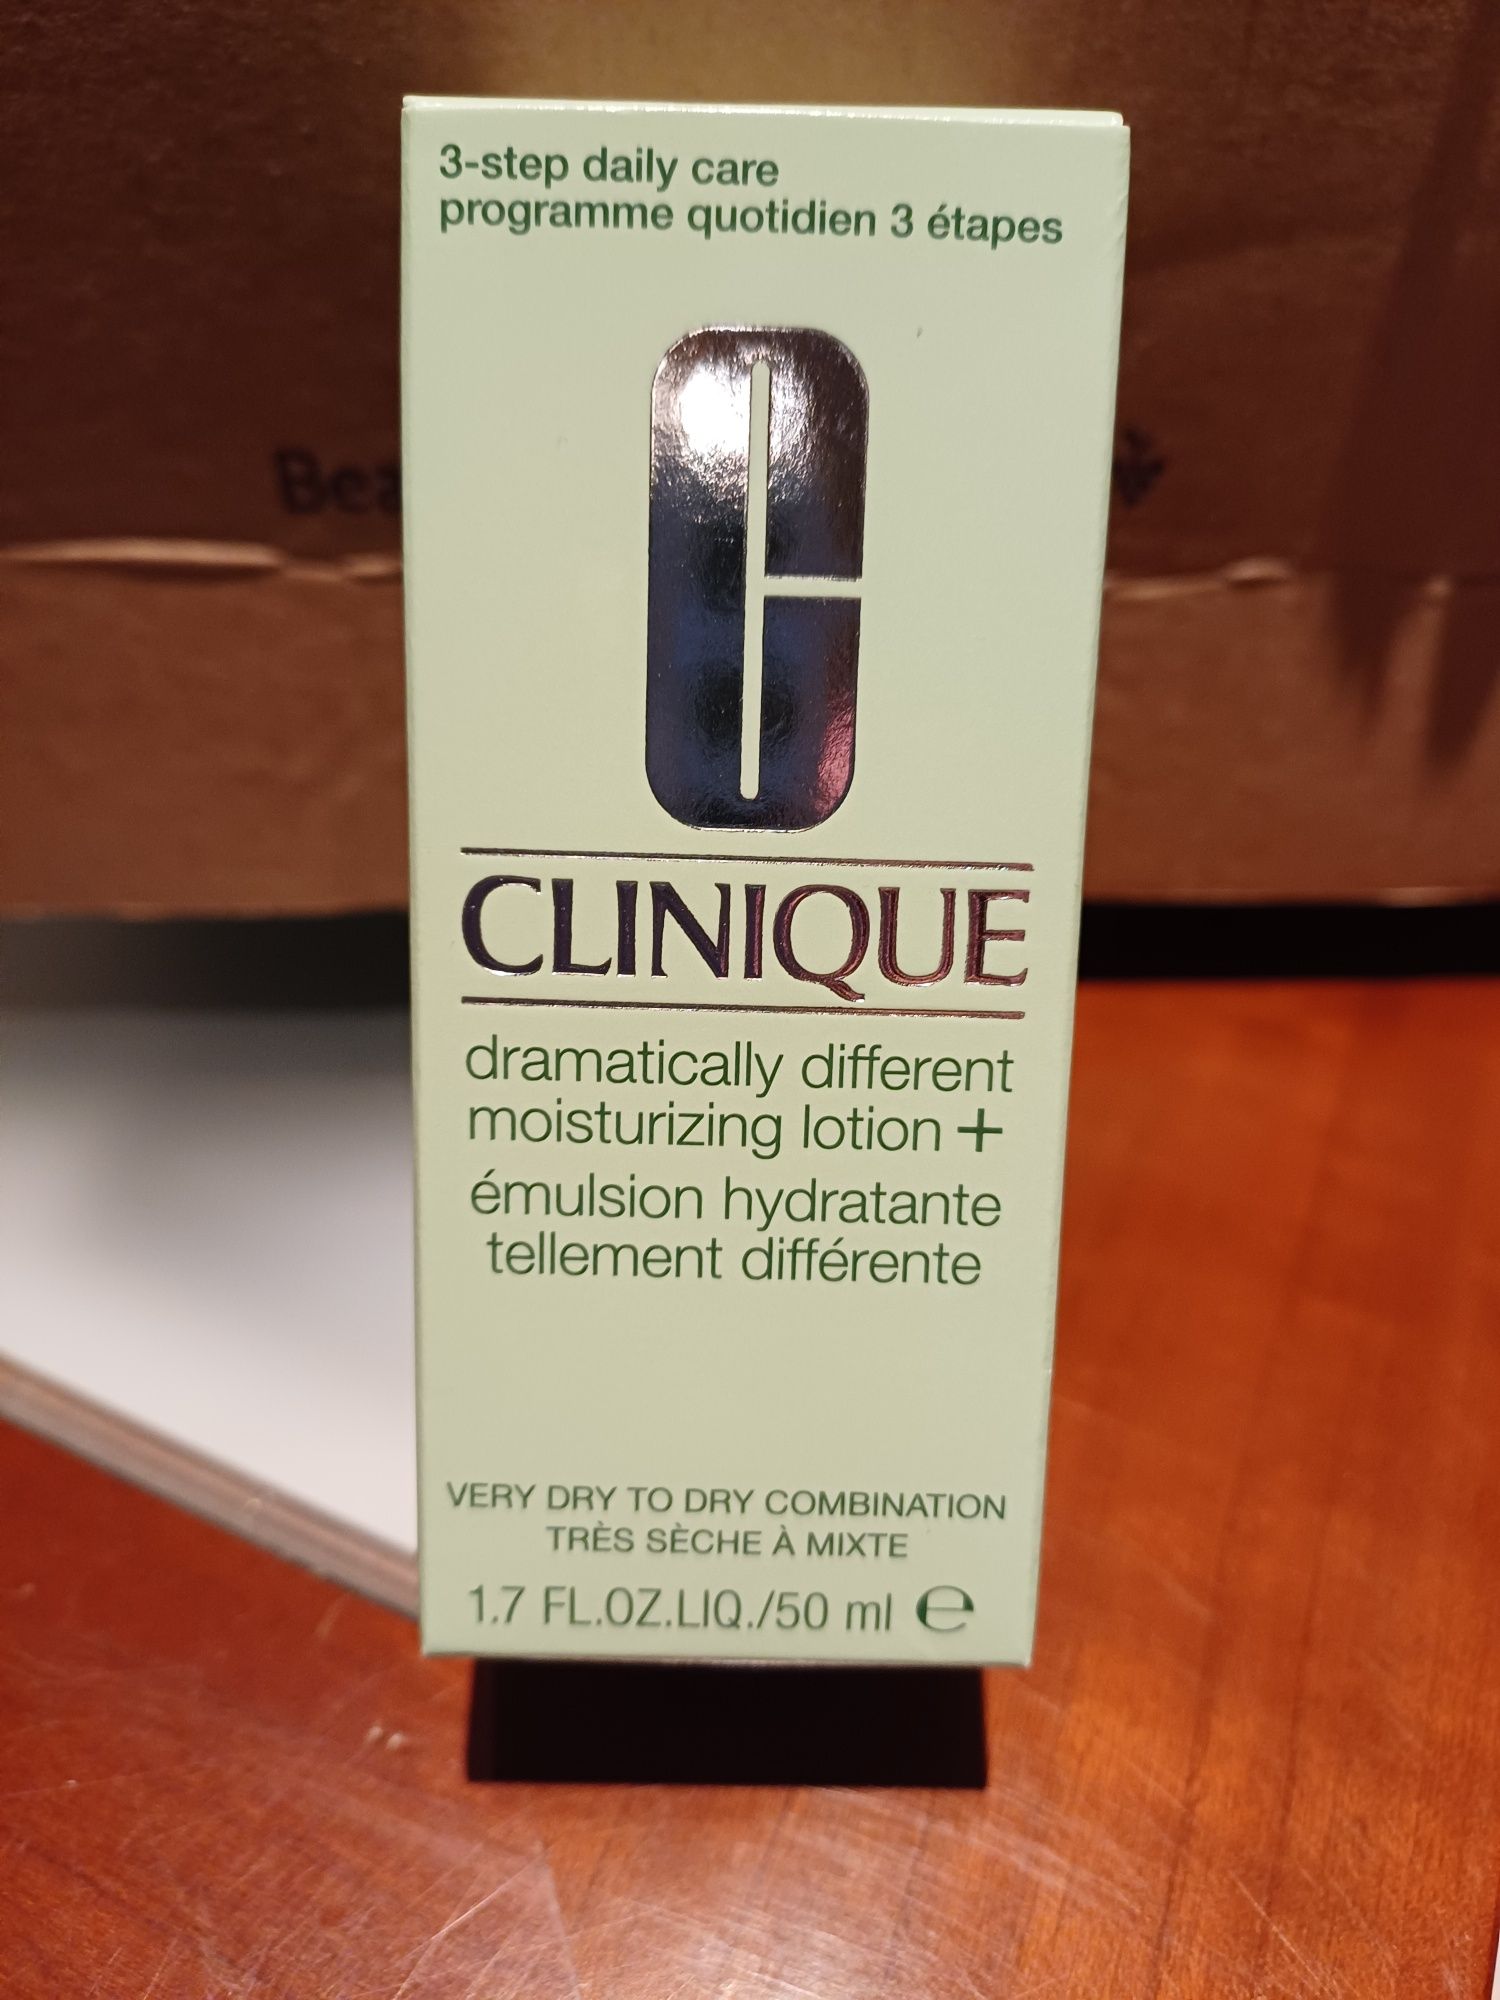 3-step daily care
programme quotidien 3 étapes
CLINIQUE
dramatically different
moisturizing lotion +
émulsion hydratante
tellement différente
VERY DRY TO DRY COMBINATION
TRÈS SÈCHE À MIXTE
1.7 FL.OZ.LIQ./50 ml ℮